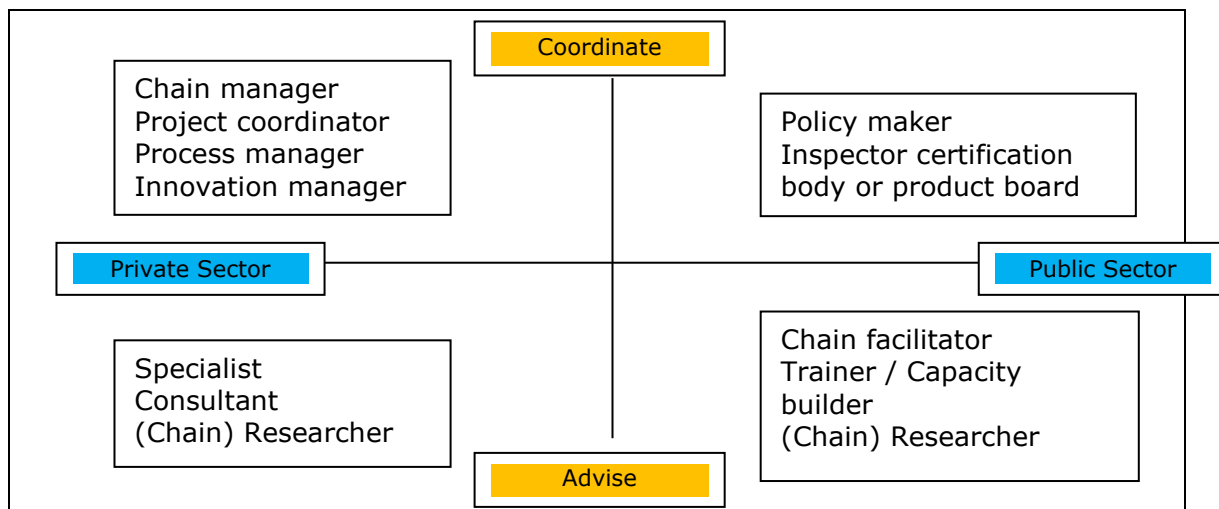 Coordinate
Chain manager
Project coordinator
Process manager
Innovation manager
Policy maker
Inspector certification
body or product board
Private Sector
Public Sector
Specialist
Consultant
(Chain) Researcher
Chain facilitator
Trainer / Capacity
builder
(Chain) Researcher
Advise